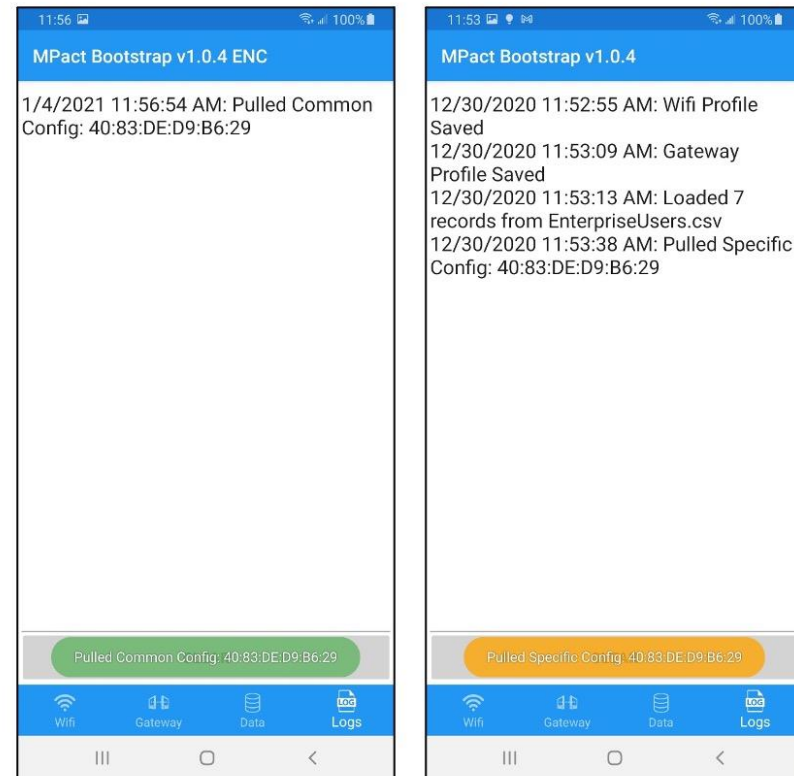 11:56 100%
MPact Bootstrap v1.0.4 ENC
1/4/2021 11:56:54 AM: Pulled Common
Config: 40:83:DE:D9:B6:29
Pulled Common Config: 40:83:DE:D9:B6:29
Wifi Gateway Data LOG Logs
11:53 100%
MPact Bootstrap v1.0.4
12/30/2020 11:52:55 AM: Wifi Profile
Saved
12/30/2020 11:53:09 AM: Gateway
Profile Saved
12/30/2020 11:53:13 AM: Loaded 7
records from EnterpriseUsers.csv
12/30/2020 11:53:38 AM: Pulled Specific
Config: 40:83:DE:D9:B6:29
Pulled Specific Config: 40:83:DE:D9:B6:29
Wifi Gateway Data LOG Logs